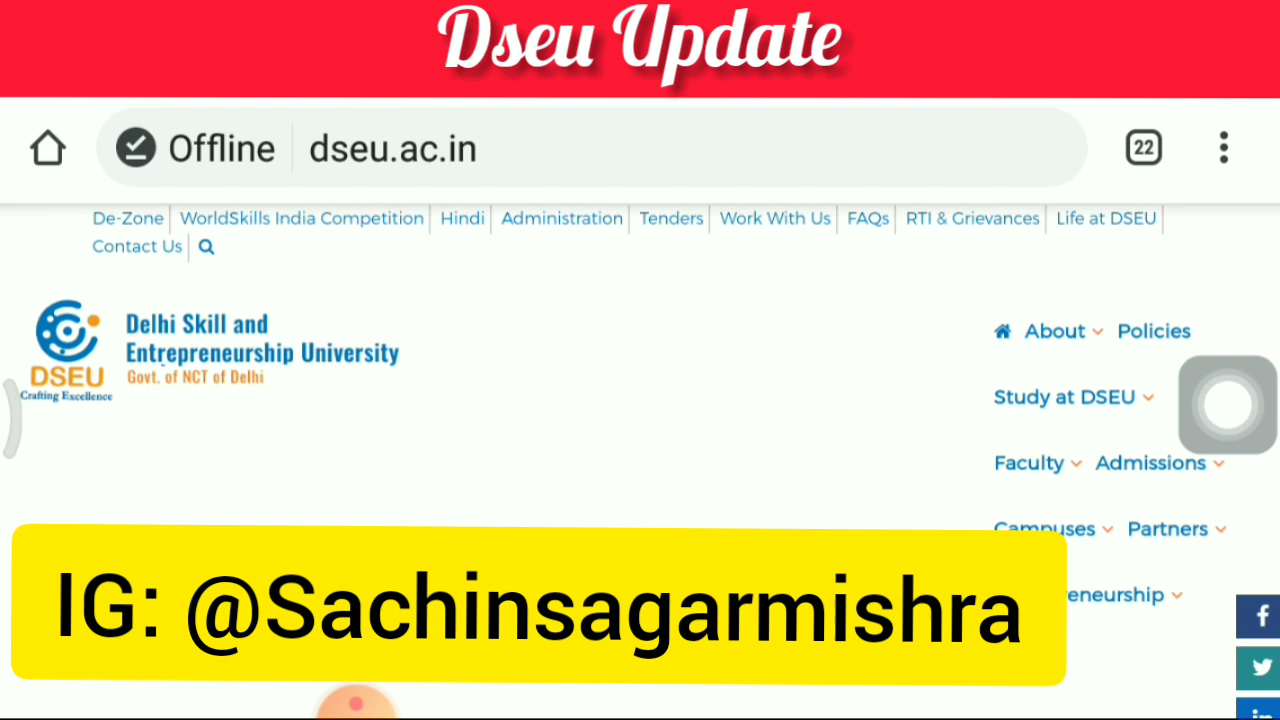 Dseu Update
Offline dseu.ac.in 22
De-Zone WorldSkills India Competition Hindi Administration Tenders Work With Us FAQs RTI & Grievances Life at DSEU
Contact Us
Delhi Skill and
Entrepreneurship University
Govt. of NCT of Delhi
DSEU
Crafting Excellence
About Policies
Study at DSEU
Faculty Admissions
Campuses Partners
eneurship
IG: @Sachinsagarmishra